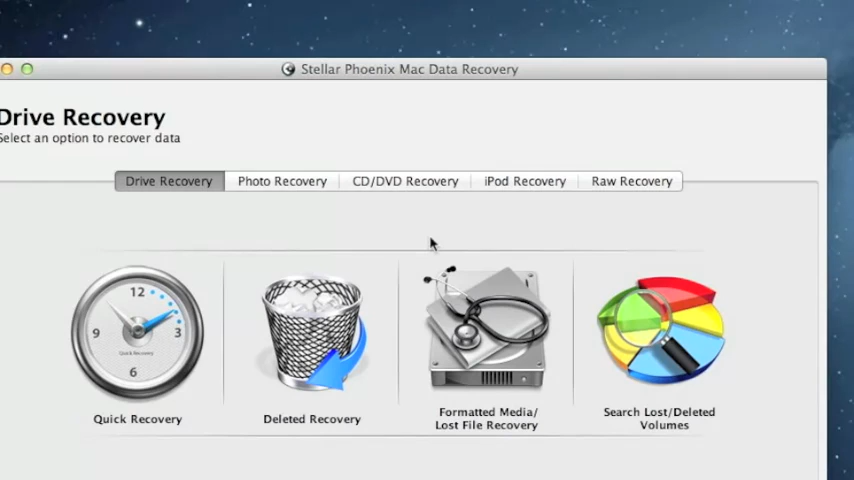 Stellar Phoenix Mac Data Recovery
Drive Recovery
Select an option to recover data
Drive Recovery
Photo Recovery
CD/DVD Recovery
iPod Recovery
Raw Recovery
12
9
3
6
Quick Recovery
Quick Recovery
Deleted Recovery
Formatted Media/
Lost File Recovery
Search Lost/Deleted
Volumes